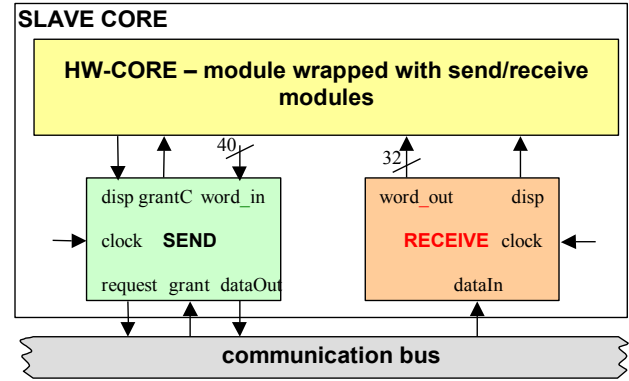 SLAVE CORE
HW-CORE – module wrapped with send/receive
modules
40
32
disp grantC word_in
word_out disp
clock SEND
RECEIVE clock
request grant dataOut
dataIn
communication bus